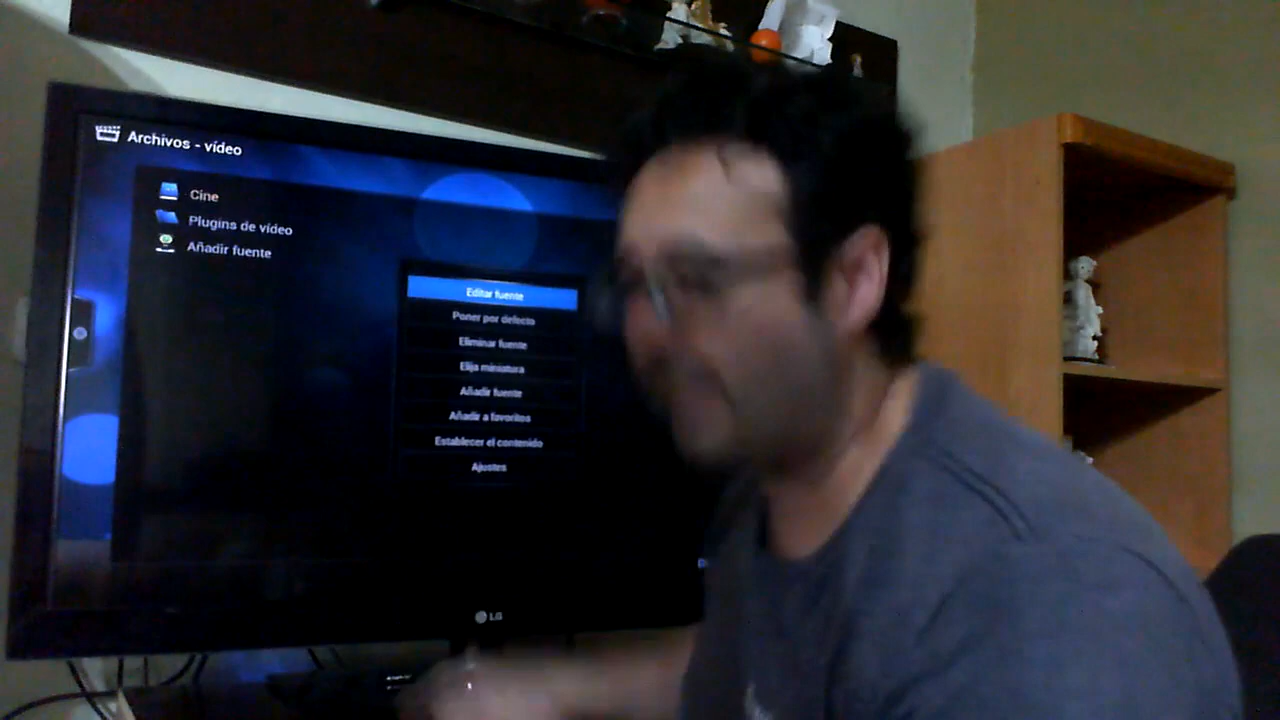 Archivos - vídeo
Cine
Plugins de vídeo
Añadir fuente
Editar fuente
Poner por defecto
Eliminar fuente
Elija miniatura
Añadir fuente
Añadir a favoritos
Establecer el contenido
Ajustes
LG